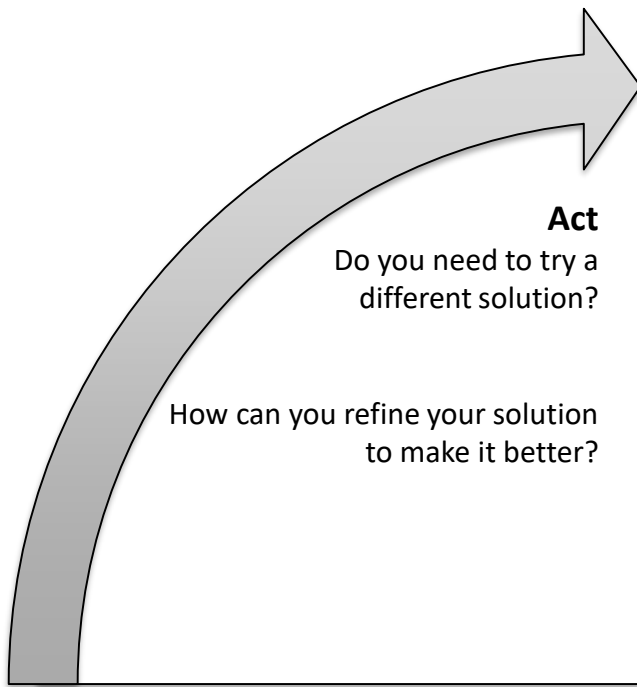 Act
Do you need to try a
different solution?
How can you refine your solution
to make it better?